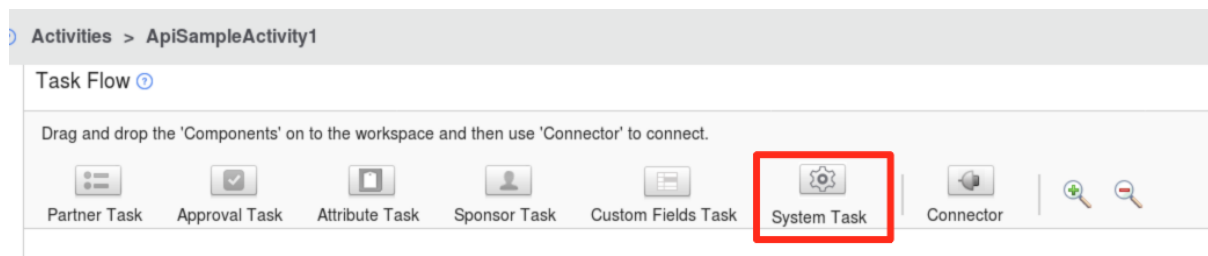 Activities > ApiSampleActivity1
Task Flow ?
Drag and drop the 'Components' on to the workspace and then use 'Connector' to connect.
Partner Task Approval Task Attribute Task Sponsor Task Custom Fields Task System Task Connector